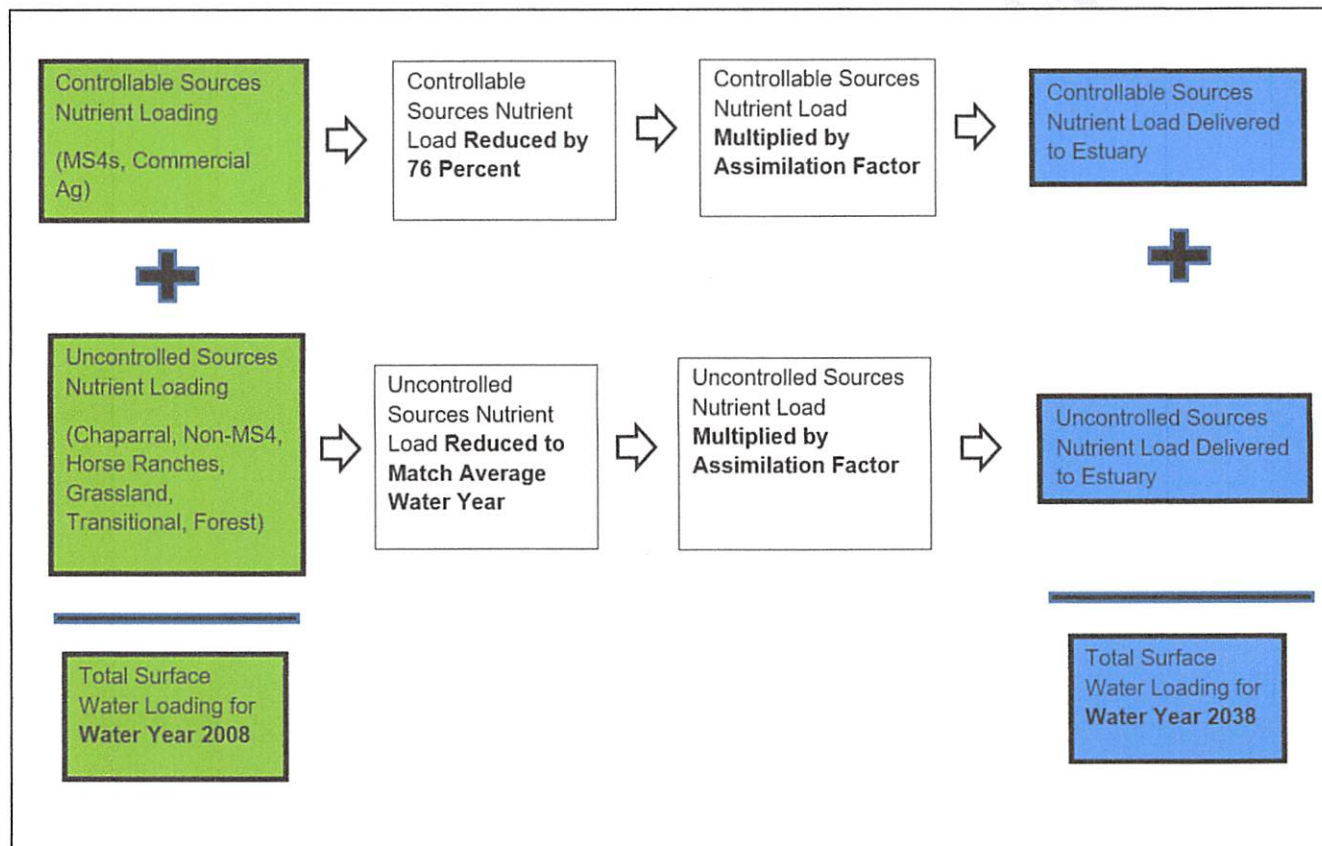 Controllable Sources
Nutrient Loading
(MS4s, Commercial
Ag)
Controllable
Sources Nutrient
Load Reduced by
76 Percent
Controllable Sources
Nutrient Load
Multiplied by
Assimilation Factor
Controllable Sources
Nutrient Load Delivered
to Estuary
Uncontrolled Sources
Nutrient Loading
(Chaparral, Non-MS4,
Horse Ranches,
Grassland,
Transitional, Forest)
Uncontrolled
Sources Nutrient
Load Reduced to
Match Average
Water Year
Uncontrolled Sources
Nutrient Load
Multiplied by
Assimilation Factor
Uncontrolled Sources
Nutrient Load Delivered
to Estuary
Total Surface
Water Loading for
Water Year 2008
Total Surface
Water Loading for
Water Year 2038